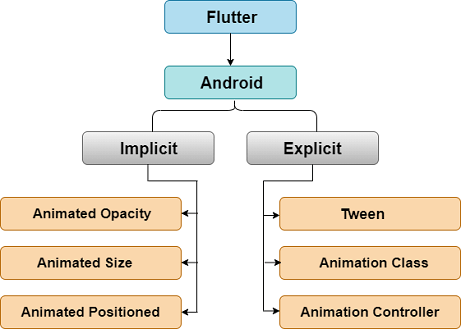 Flutter
Android
Implicit
Explicit
Animated Opacity
Tween
Animated Size
Animation Class
Animated Positioned
Animation Controller